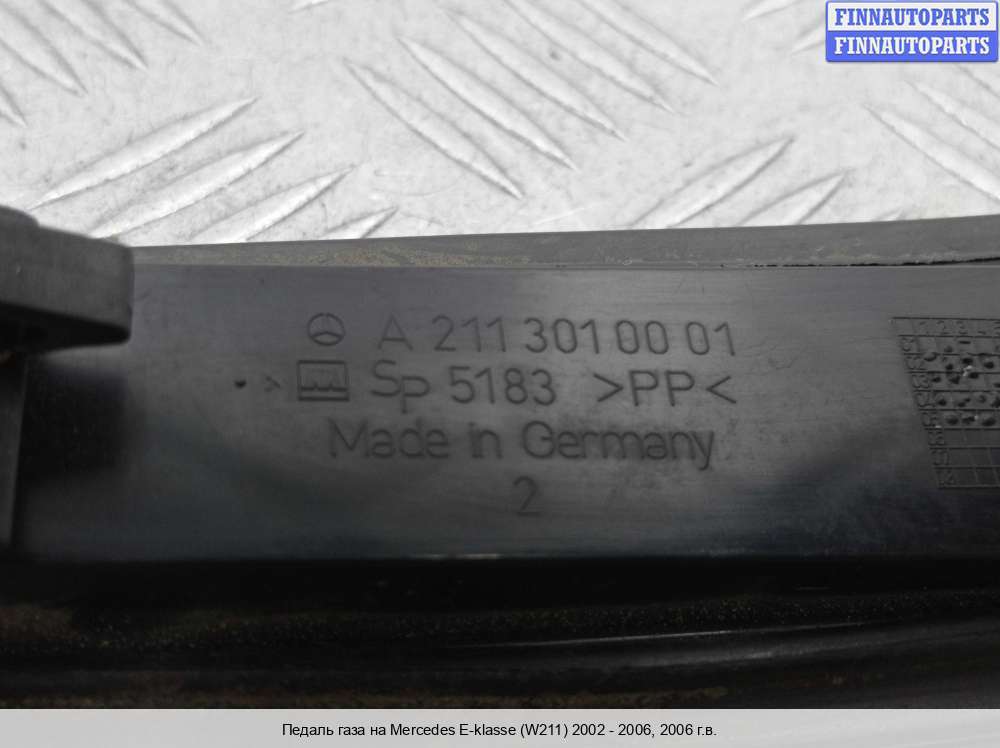 FINNAUTOPARTS
FINNAUTOPARTS
A 211 301 00 01
Sp 5183 >PP<
Made in Germany
2
Педаль газа на Mercedes E-klasse (W211) 2002 - 2006, 2006 г.в.